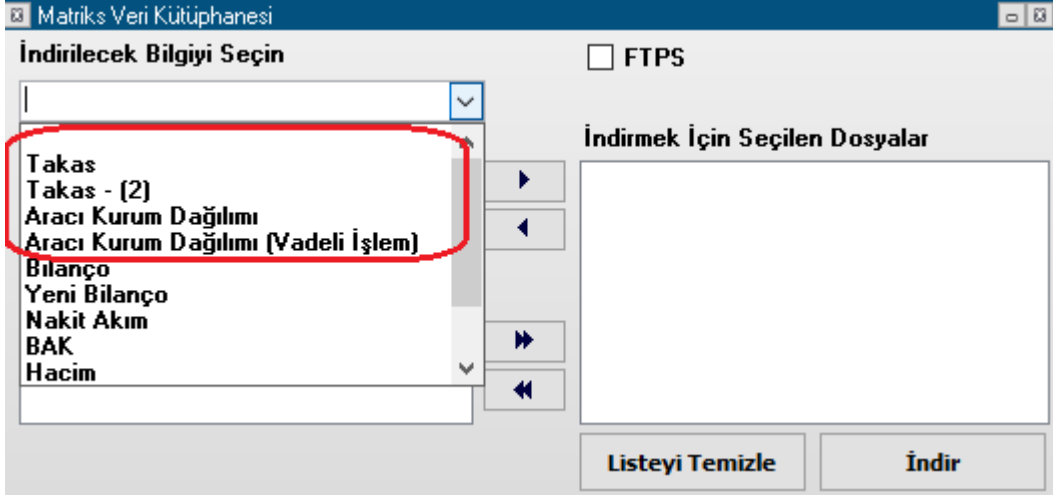 Matriks Veri Kütüphanesi
İndirilecek Bilgiyi Seçin
FTPS
İndirmek İçin Seçilen Dosyalar
Takas
Takas - (2)
Aracı Kurum Dağılımı
Aracı Kurum Dağılımı (Vadeli İşlem)
Bilanço
Yeni Bilanço
Nakit Akım
BAK
Hacim
Listeyi Temizle
İndir